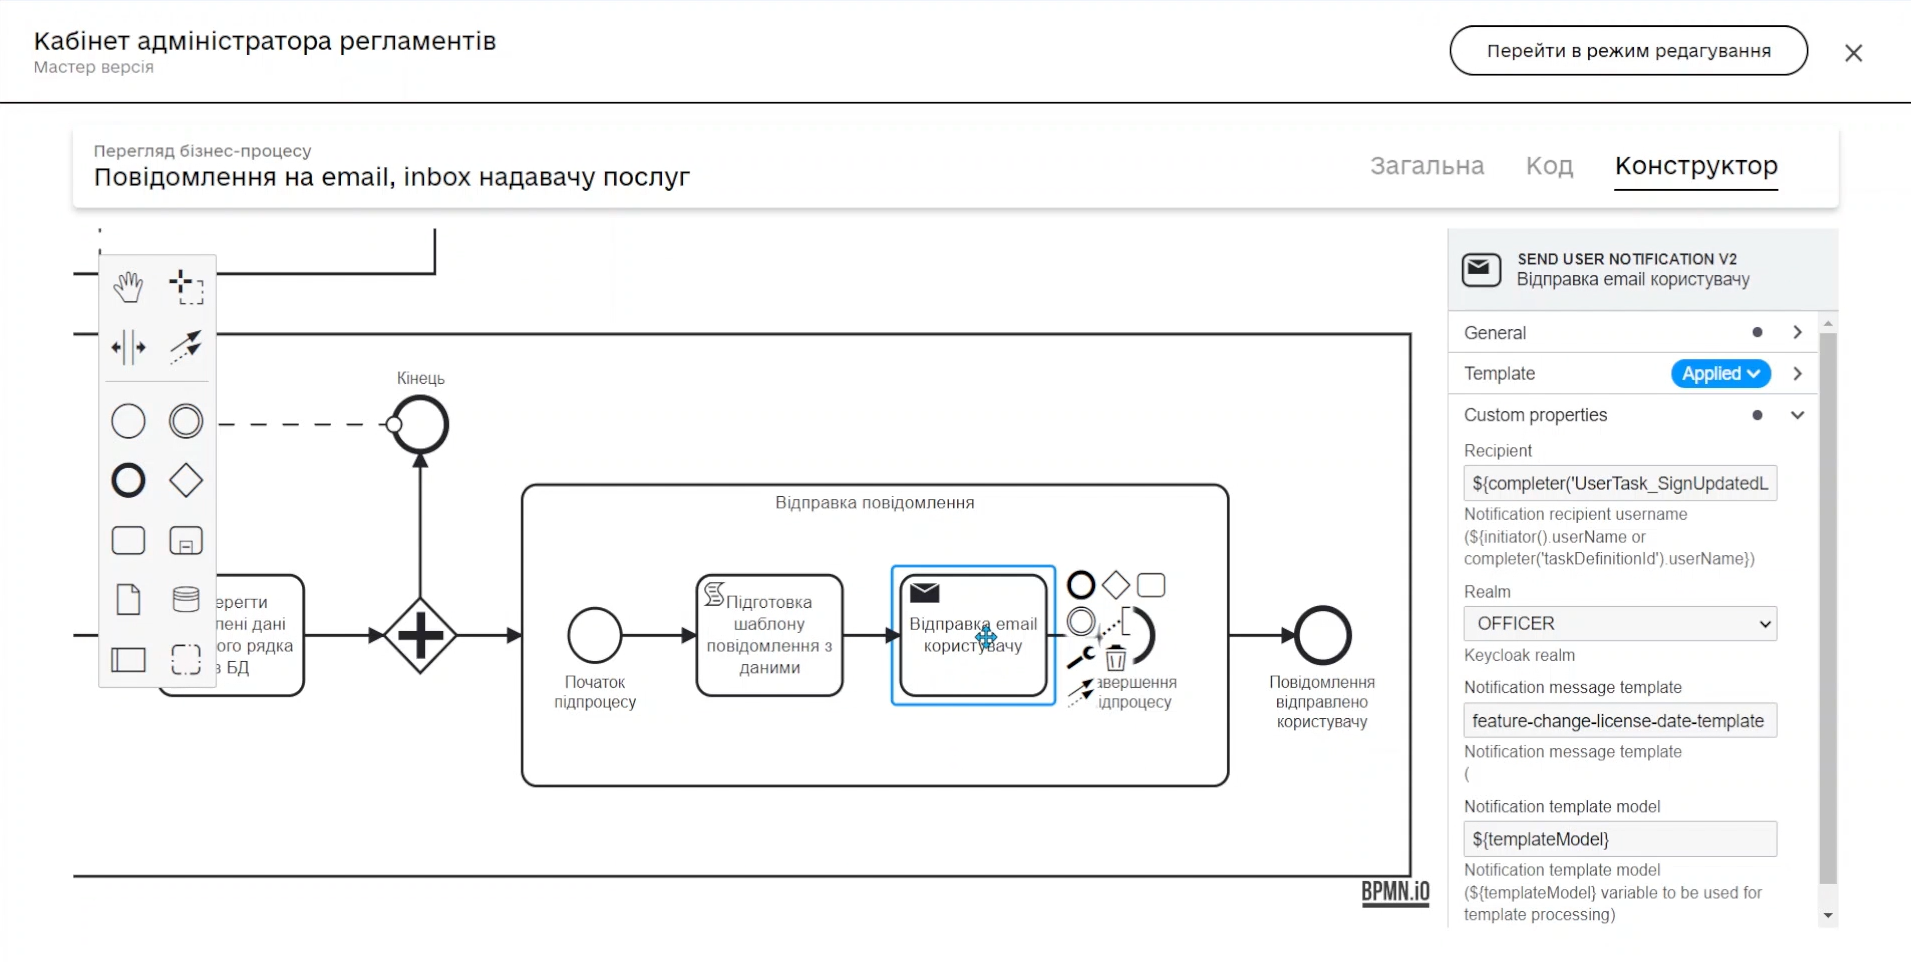 Кабінет адміністратора регламентів
Мастер версія
Перейти в режим редагування
Перегляд бізнес-процесу
Повідомлення на email, inbox надавачу послуг
Загальна
Код
Конструктор
SEND USER NOTIFICATION V2
Відправка email користувачу
General
Template
Applied
Custom properties
Recipient
${completer('UserTask_SignUpdatedL
Notification recipient username
(${initiator().userName or
completer('taskDefinitionId').userName})
Realm
OFFICER
Keycloak realm
Notification message template
feature-change-license-date-template
Notification message template
(
Notification template model
${templateModel}
Notification template model
(${templateModel} variable to be used for
template processing)
Кінець
Відправка повідомлення
ерегти
лені дані
ого рядка
в БД
Початок
підпроцесу
Підготовка
шаблону
повідомлення з
даними
Відправка email
користувачу
авершення
ідпроцесу
Повідомлення
відправлено
користувачу
BPMN.iO